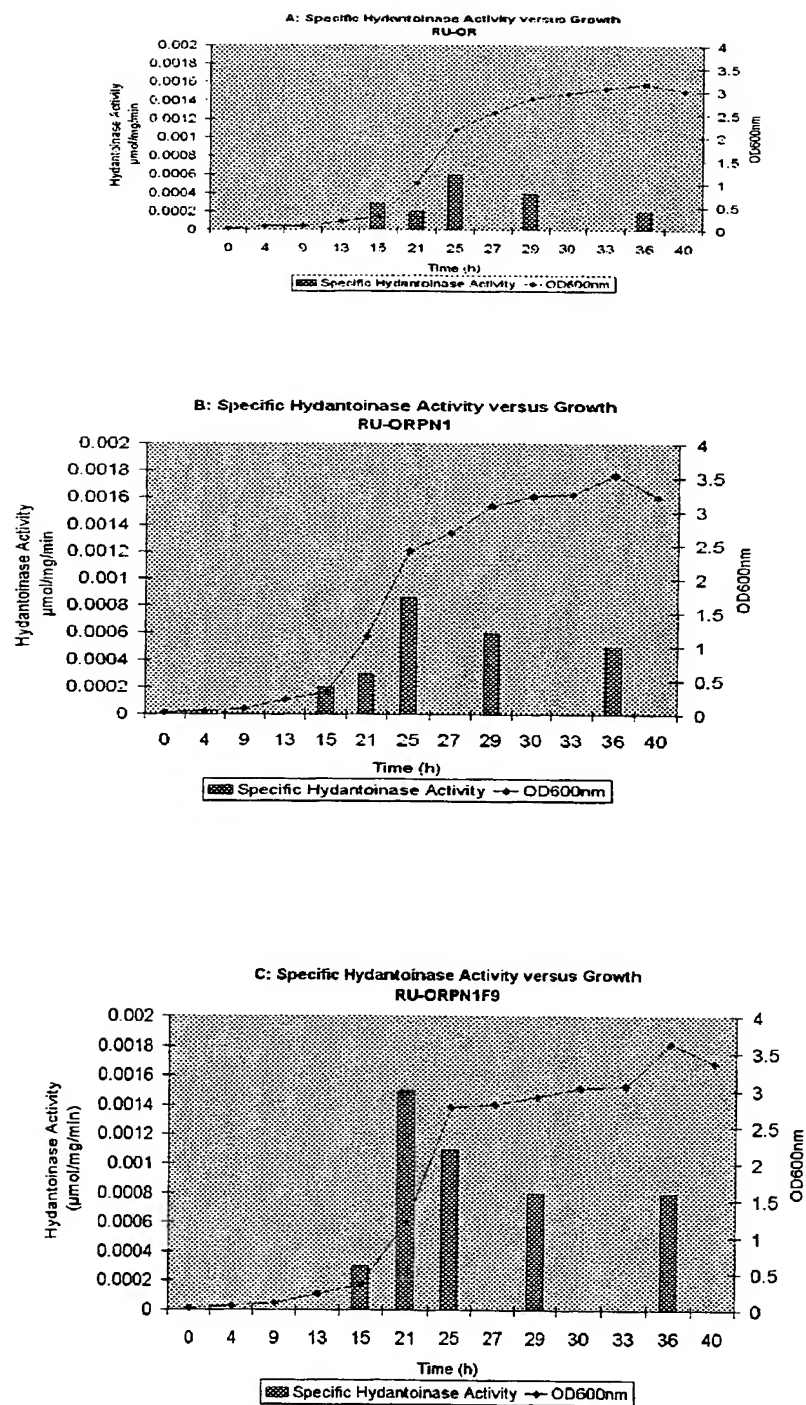 A: Specific Hydantoinase Activity versus Growth
RU-OR
Hydantoinase Activity
µmol/mg/min
0.002
0.0018
0.0016
0.0014
0.0012
0.001
0.0008
0.0006
0.0004
0.0002
0
4
3.5
3
2.5
2
1.5
1
0.5
0
OD600nm
0 4 9 13 15 21 25 27 29 30 33 36 40
Time (h)
Specific Hydantoinase Activity OD600nm
B: Specific Hydantoinase Activity versus Growth
RU-ORPN1
Hydantoinase Activity
µmol/mg/min
0.002
0.0018
0.0016
0.0014
0.0012
0.001
0.0008
0.0006
0.0004
0.0002
0
4
3.5
3
2.5
2
1.5
1
0.5
0
OD600nm
0 4 9 13 15 21 25 27 29 30 33 36 40
Time (h)
Specific Hydantoinase Activity OD600nm
C: Specific Hydantoinase Activity versus Growth
RU-ORPN1F9
Hydantoinase Activity
(µmol/mg/min)
0.002
0.0018
0.0016
0.0014
0.0012
0.001
0.0008
0.0006
0.0004
0.0002
0
4
3.5
3
2.5
2
1.5
1
0.5
0
OD600nm
0 4 9 13 15 21 25 27 29 30 33 36 40
Time (h)
Specific Hydantoinase Activity OD600nm